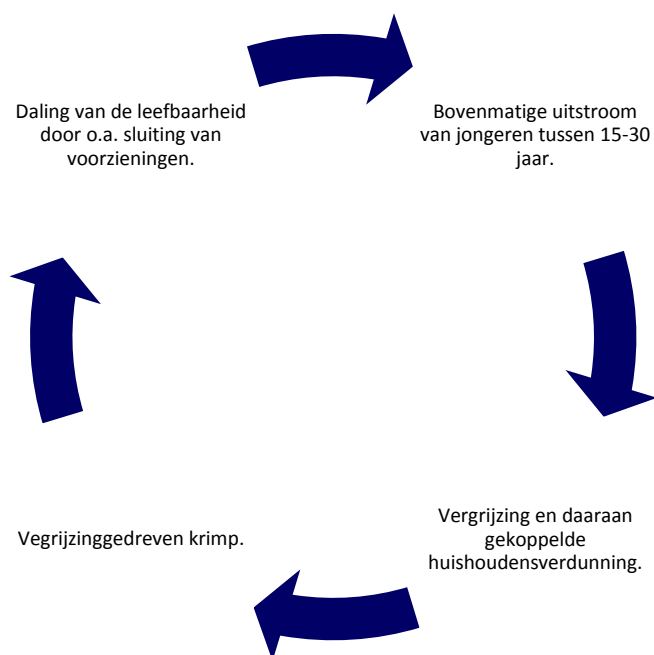 Daling van de leefbaarheid
door o.a. sluiting van
voorzieningen.
Bovenmatige uitstroom
van jongeren tussen 15-30
jaar.
Vergrijzing en daaraan
gekoppelde
huishoudensverdunning.
Vegrijzinggedreven krimp.